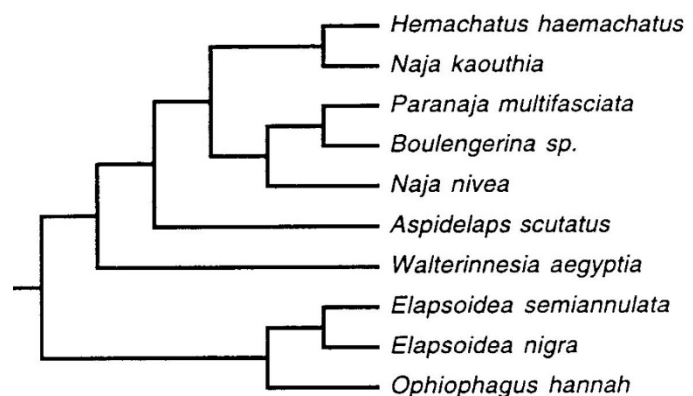 Hemachatus haemachatus
Naja kaouthia
Paranaja multifasciata
Boulengerina sp.
Naja nivea
Aspidelaps scutatus
Walterinnesia aegyptia
Elapsoidea semiannulata
Elapsoidea nigra
Ophiophagus hannah